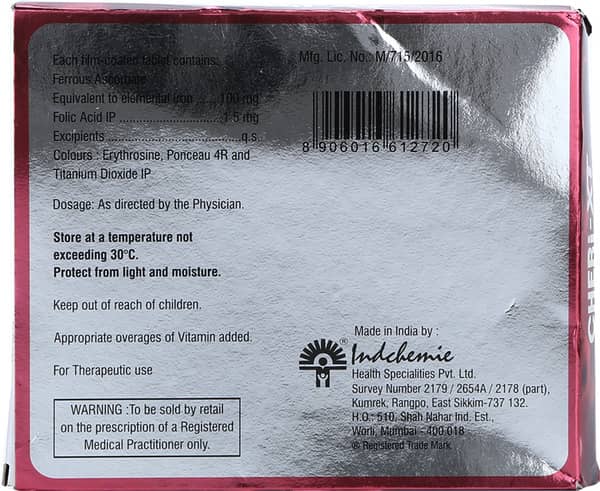 Each film-coated tablet contains:
Ferrous Ascorbate
Equivalent to elemental iron ...... 100 mg
Folic Acid IP ........................... 1.5 mg
Excipients ................................. q.s.
Colours : Erythrosine, Ponceau 4R and
Titanium Dioxide IP
Dosage: As directed by the Physician.
Store at a temperature not
exceeding 30°C.
Protect from light and moisture.
Keep out of reach of children.
Appropriate overages of Vitamin added.
For Therapeutic use
WARNING :To be sold by retail
on the prescription of a Registered
Medical Practitioner only.
Mfg. Lic. No.: M/715/2016
8 906016 612720
Made in India by :
® Indchemie
Health Specialities Pvt. Ltd.
Survey Number 2179 / 2654A / 2178 (part),
Kumrek, Rangpo, East Sikkim-737 132.
H.O.: 510, Shah Nahar Ind. Est.,
Worli, Mumbai - 400 018
® Registered Trade Mark.